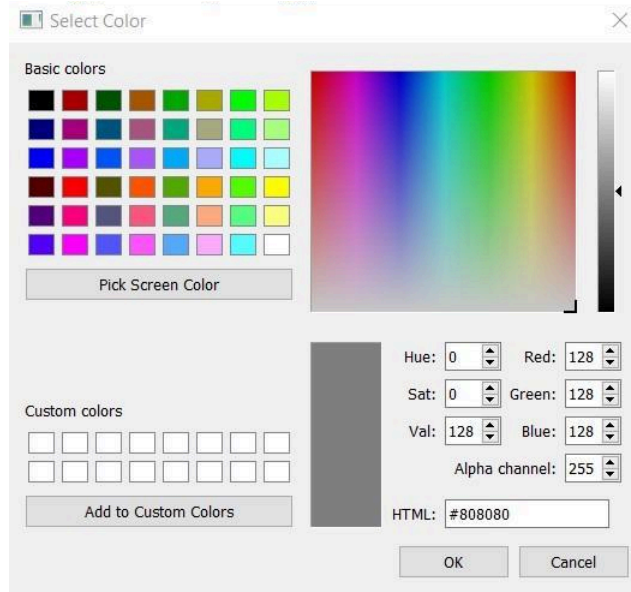 Select Color
Basic colors
Pick Screen Color
Custom colors
Add to Custom Colors
Hue: 0 Red: 128
Sat: 0 Green: 128
Val: 128 Blue: 128
Alpha channel: 255
HTML: #808080
OK Cancel